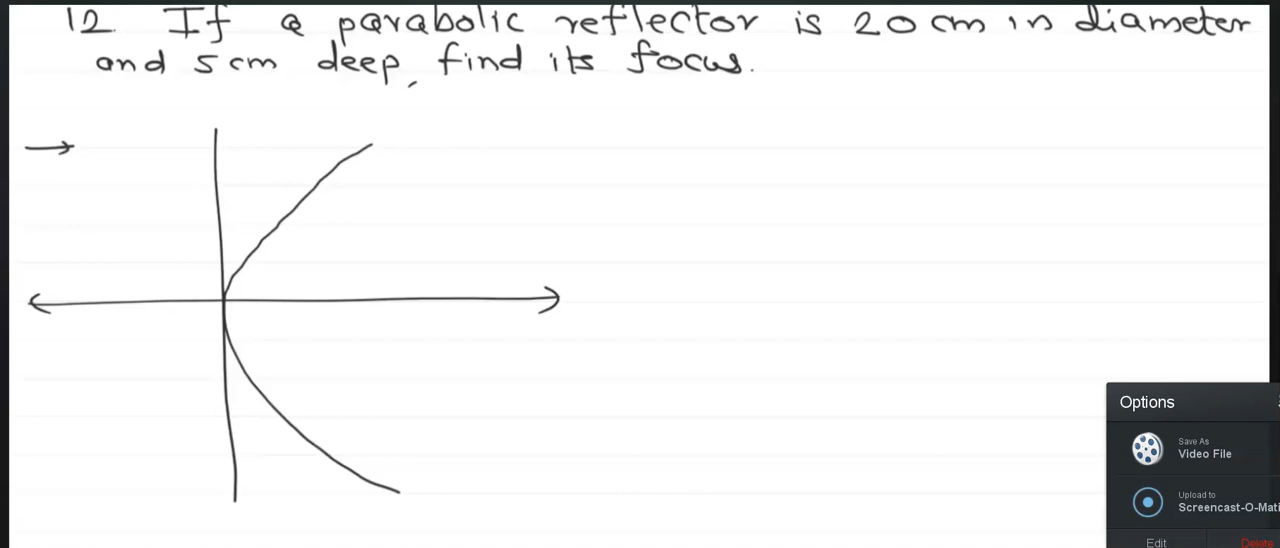 12. If a parabolic reflector is 20 cm in diameter
and 5 cm deep, find its focus.
Options
Save As
Video File
Upload to
Screencast-O-Mati
Edit
Delete